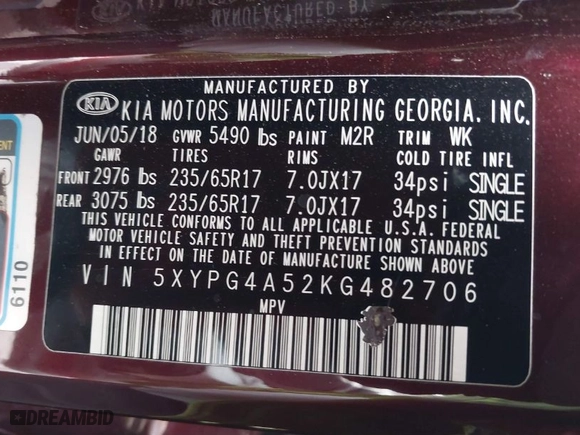 MANUFACTURED BY
KIA KIA MOTORS MANUFACTURING GEORGIA, INC.
JUN/05/18 GVWR 5490 lbs PAINT M2R TRIM WK
GAWR TIRES RIMS COLD TIRE INFL
FRONT 2976 lbs 235/65R17 7.0JX17 34psi SINGLE
REAR 3075 lbs 235/65R17 7.0JX17 34psi SINGLE
THIS VEHICLE CONFORMS TO ALL APPLICABLE U.S.A. FEDERAL
MOTOR VEHICLE SAFETY AND THEFT PREVENTION STANDARDS
IN EFFECT ON THE DATE OF MANUFACTURE SHOWN ABOVE.
VIN 5XYPG4A52KG482706
MPV
6110
DREAMBID